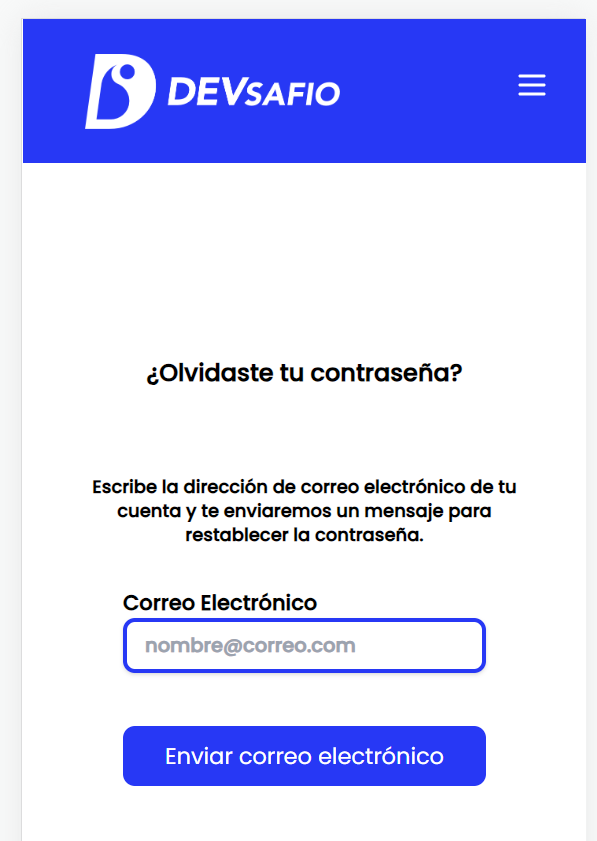 DEVSAFIO
¿Olvidaste tu contraseña?
Escribe la dirección de correo electrónico de tu
cuenta y te enviaremos un mensaje para
restablecer la contraseña.
Correo Electrónico
nombre@correo.com
Enviar correo electrónico